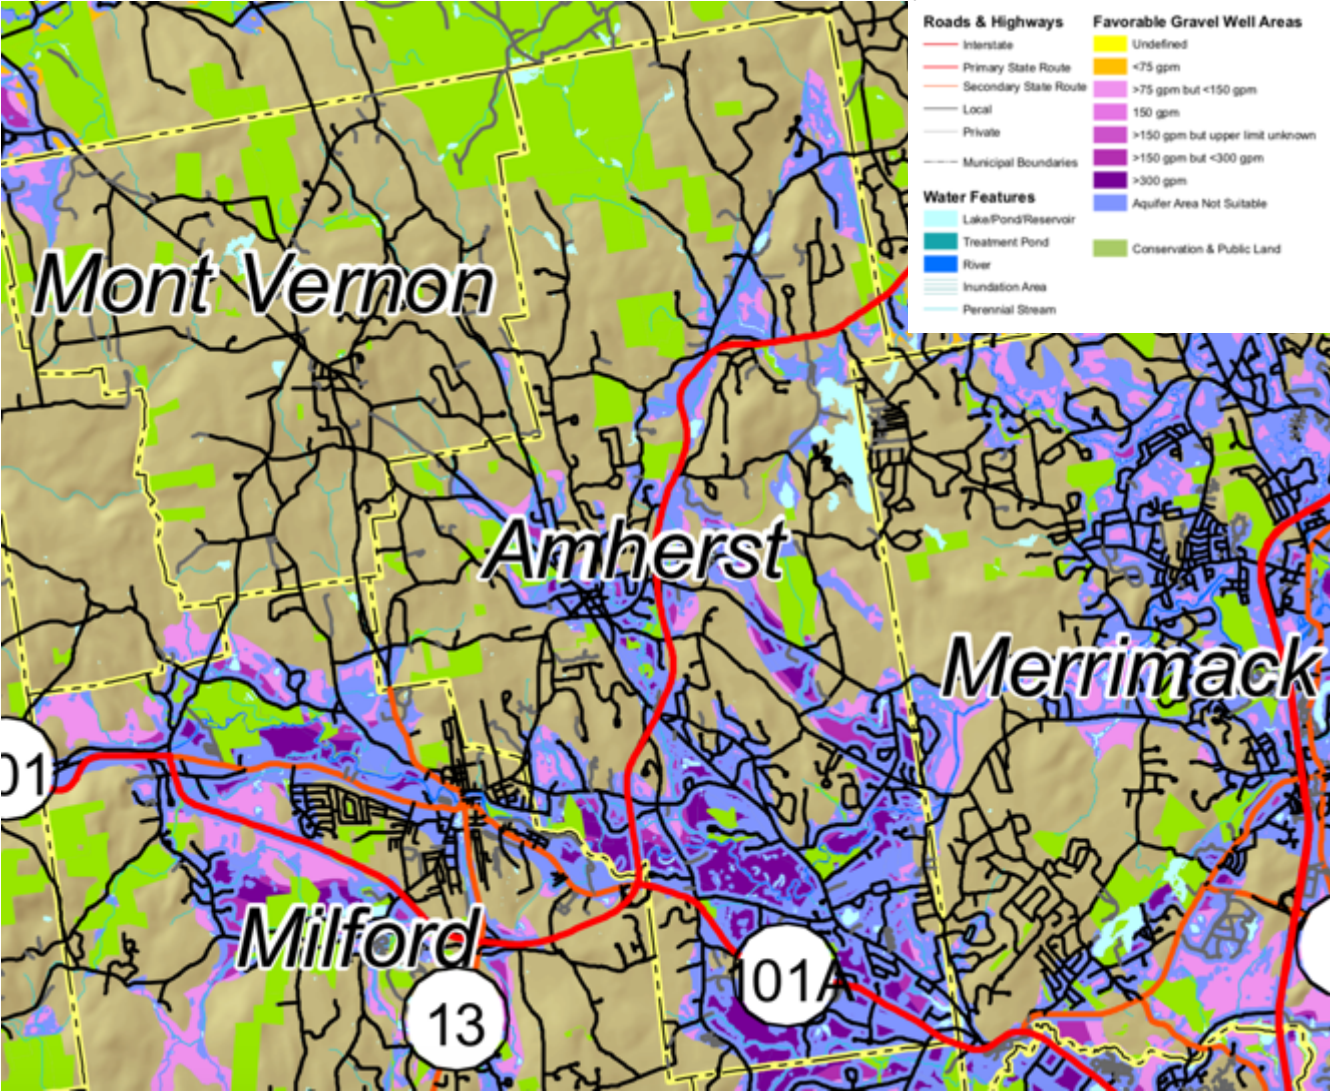 Roads & Highways
Interstate
Primary State Route
Secondary State Route
Local
Private
Municipal Boundaries
Water Features
Lake/Pond/Reservoir
Treatment Pond
River
Inundation Area
Perennial Stream
Favorable Gravel Well Areas
Undefined
<75 gpm
>75 gpm but <150 gpm
150 gpm
>150 gpm but upper limit unknown
>150 gpm but <300 gpm
>300 gpm
Aquifer Area Not Suitable
Conservation & Public Land
Mont Vernon
Amherst
Merrimack
01
Milford
101A
13